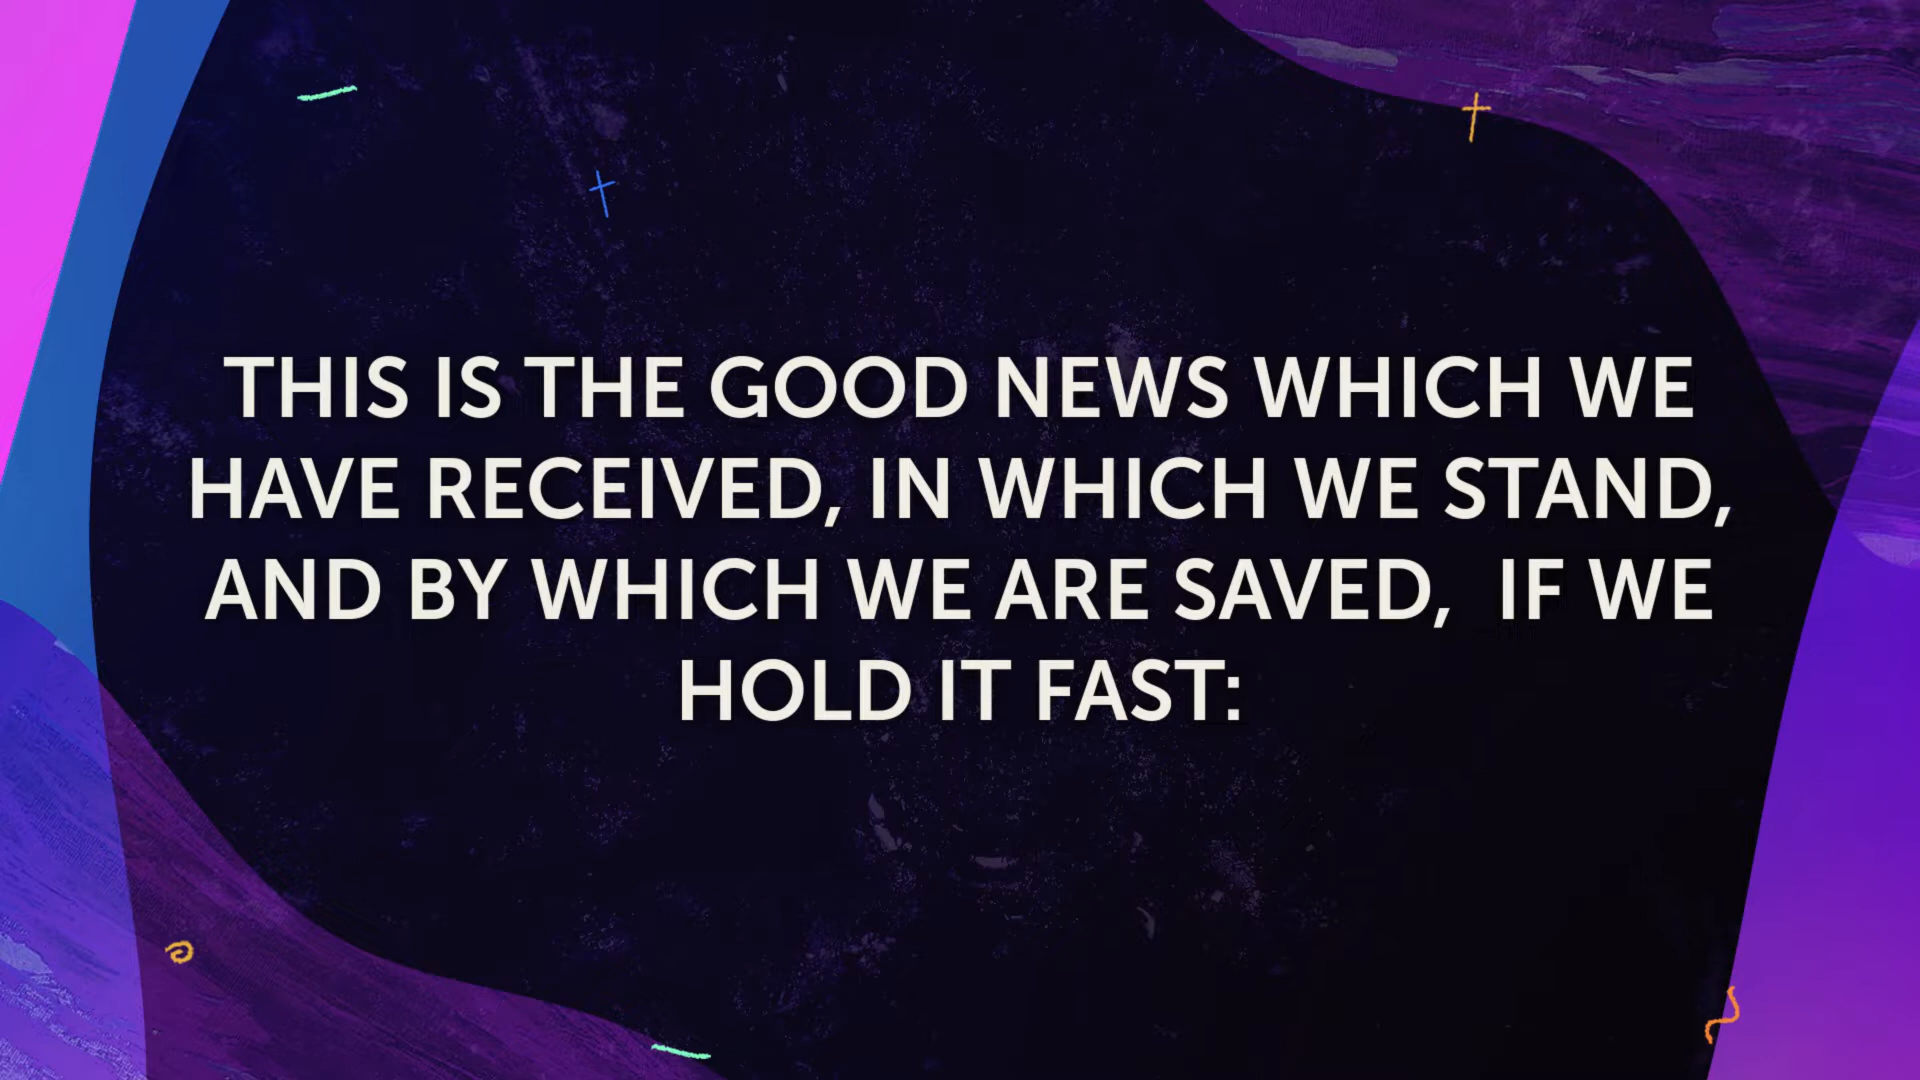 THIS IS THE GOOD NEWS WHICH WE
HAVE RECEIVED, IN WHICH WE STAND,
AND BY WHICH WE ARE SAVED,  IF WE
HOLD IT FAST: